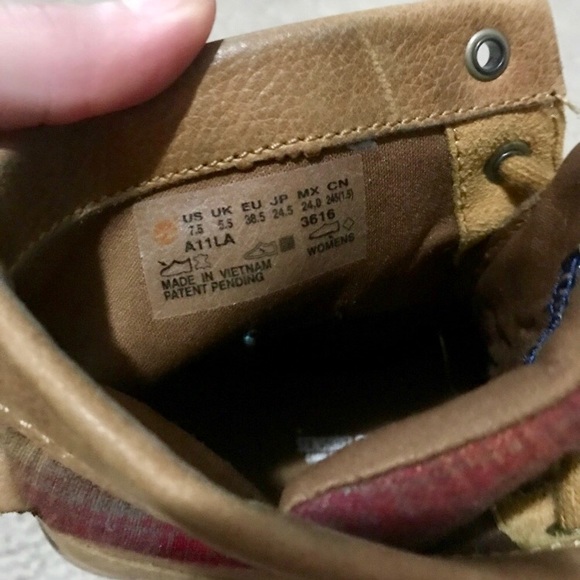 US UK EU JP MX CN
7.5 5.5 38.5 24.5 24.0 245(1.5)
A11LA 3616
WOMENS
MADE IN VIETNAM
PATENT PENDING